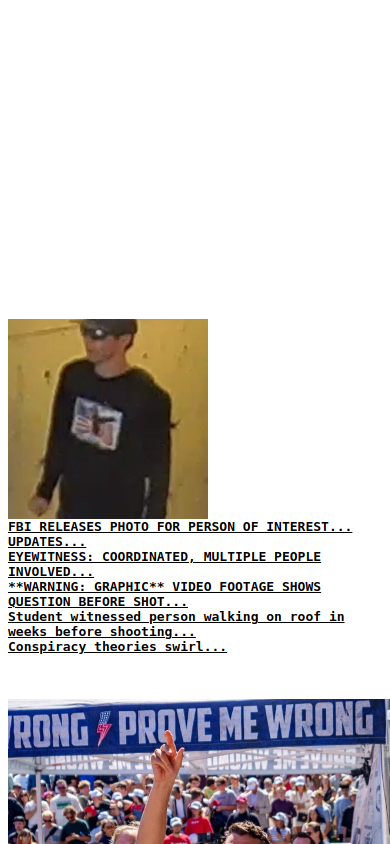 FBI RELEASES PHOTO FOR PERSON OF INTEREST...
UPDATES...
EYEWITNESS: COORDINATED, MULTIPLE PEOPLE
INVOLVED...
**WARNING: GRAPHIC** VIDEO FOOTAGE SHOWS
QUESTION BEFORE SHOT...
Student witnessed person walking on roof in
weeks before shooting...
Conspiracy theories swirl...
RONG PROVE ME WRONG